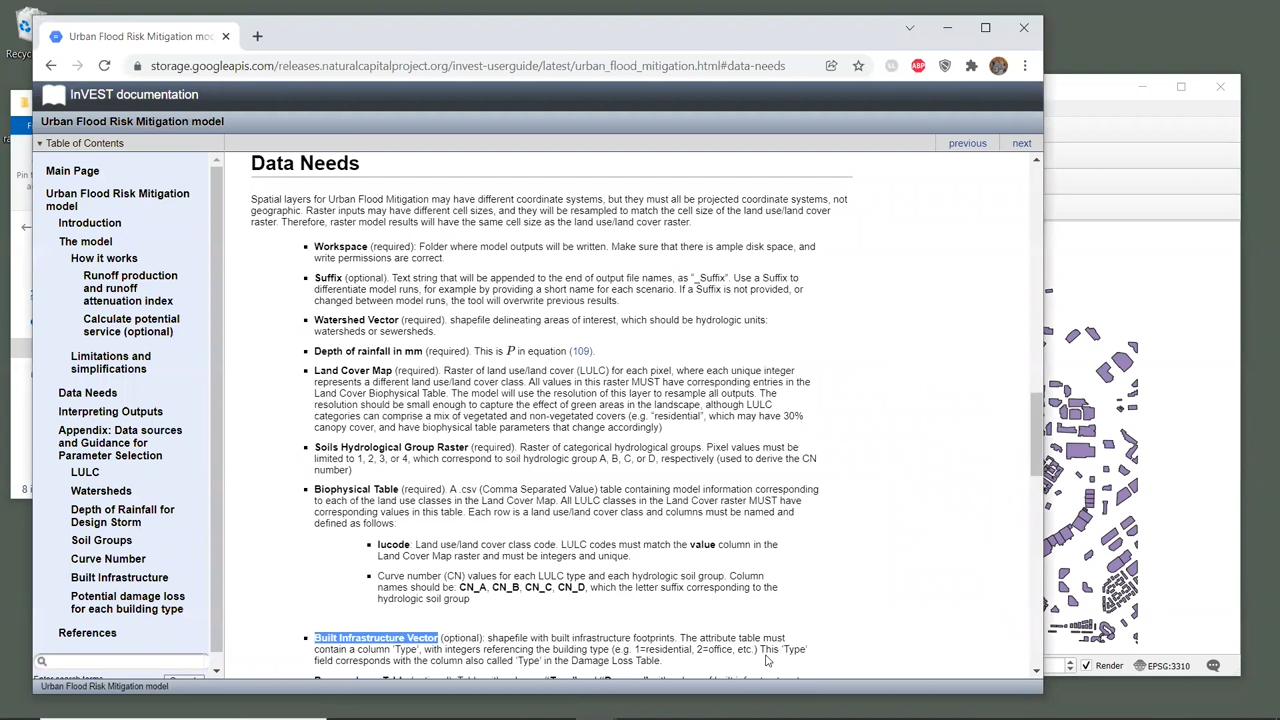 Recyc
Urban Flood Risk Mitigation mod
storage.googleapis.com/releases.naturalcapitalproject.org/invest-userguide/latest/urban_flood_mitigation.html#data-needs
ABP
InVEST documentation
Urban Flood Risk Mitigation model
Table of Contents
previous
next
Main Page
Urban Flood Risk Mitigation
model
Introduction
The model
How it works
Runoff production
and runoff
attenuation index
Calculate potential
service (optional)
Limitations and
simplifications
Data Needs
Interpreting Outputs
Appendix: Data sources
and Guidance for
Parameter Selection
LULC
Watersheds
Depth of Rainfall for
Design Storm
Soil Groups
Curve Number
Built Infrastructure
Potential damage loss
for each building type
References
Data Needs
Spatial layers for Urban Flood Mitigation may have different coordinate systems, but they must all be projected coordinate systems, not
geographic. Raster inputs may have different cell sizes, and they will be resampled to match the cell size of the land use/land cover
raster. Therefore, raster model results will have the same cell size as the land use/land cover raster.
Workspace (required): Folder where model outputs will be written. Make sure that there is ample disk space, and
write permissions are correct.
Suffix (optional). Text string that will be appended to the end of output file names, as “_Suffix”. Use a Suffix to
differentiate model runs, for example by providing a short name for each scenario. If a Suffix is not provided, or
changed between model runs, the tool will overwrite previous results.
Watershed Vector (required). shapefile delineating areas of interest, which should be hydrologic units:
watersheds or sewersheds.
Depth of rainfall in mm (required). This is P in equation (109).
Land Cover Map (required). Raster of land use/land cover (LULC) for each pixel, where each unique integer
represents a different land use/land cover class. All values in this raster MUST have corresponding entries in the
Land Cover Biophysical Table. The model will use the resolution of this layer to resample all outputs. The
resolution should be small enough to capture the effect of green areas in the landscape, although LULC
categories can comprise a mix of vegetated and non-vegetated covers (e.g. “residential”, which may have 30%
canopy cover, and have biophysical table parameters that change accordingly)
Soils Hydrological Group Raster (required). Raster of categorical hydrological groups. Pixel values must be
limited to 1, 2, 3, or 4, which correspond to soil hydrologic group A, B, C, or D, respectively (used to derive the CN
number)
Biophysical Table (required). A .csv (Comma Separated Value) table containing model information corresponding
to each of the land use classes in the Land Cover Map. All LULC classes in the Land Cover raster MUST have
corresponding values in this table. Each row is a land use/land cover class and columns must be named and
defined as follows:
lucode: Land use/land cover class code. LULC codes must match the value column in the
Land Cover Map raster and must be integers and unique.
Curve number (CN) values for each LULC type and each hydrologic soil group. Column
names should be: CN_A, CN_B, CN_C, CN_D, which the letter suffix corresponding to the
hydrologic soil group
Built Infrastructure Vector (optional): shapefile with built infrastructure footprints. The attribute table must
contain a column ‘Type’, with integers referencing the building type (e.g. 1=residential, 2=office, etc.) This ‘Type’
field corresponds with the column also called ‘Type’ in the Damage Loss Table.
Urban Flood Risk Mitigation model
Render
EPSG:3310